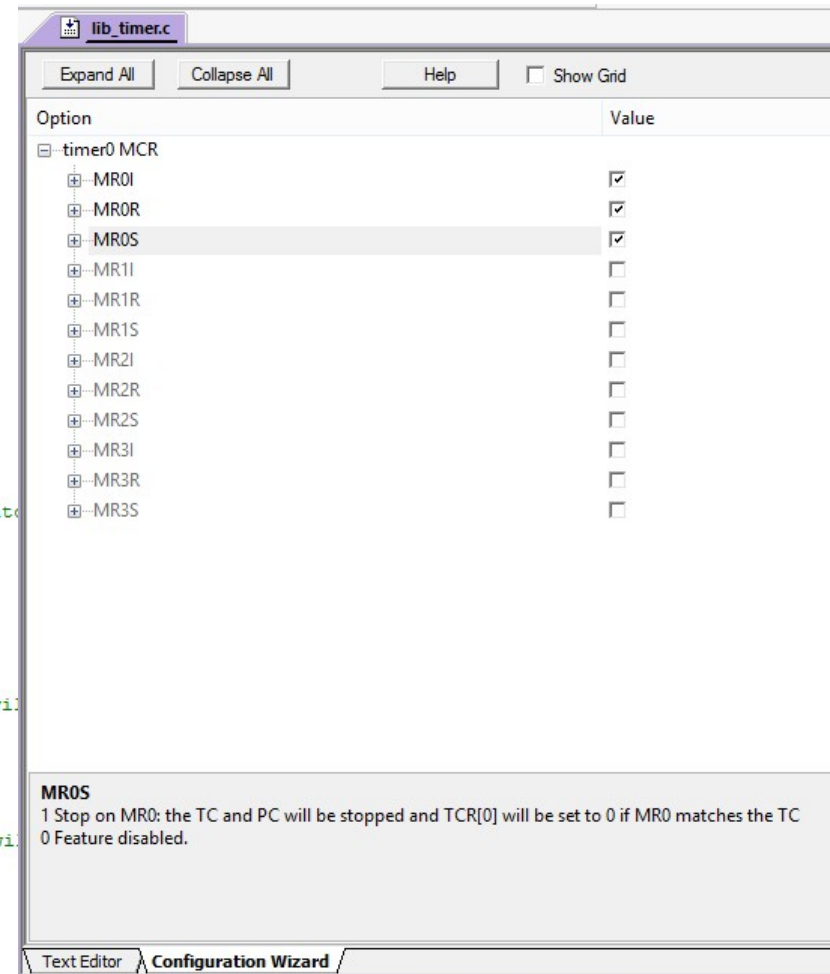 lib_timer.c
Expand All Collapse All Help Show Grid
Option Value
timer0 MCR
MR0I
MR0R
MR0S
MR1I
MR1R
MR1S
MR2I
MR2R
MR2S
MR3I
MR3R
MR3S
MR0S
1 Stop on MR0: the TC and PC will be stopped and TCR[0] will be set to 0 if MR0 matches the TC
0 Feature disabled.
Text Editor Configuration Wizard